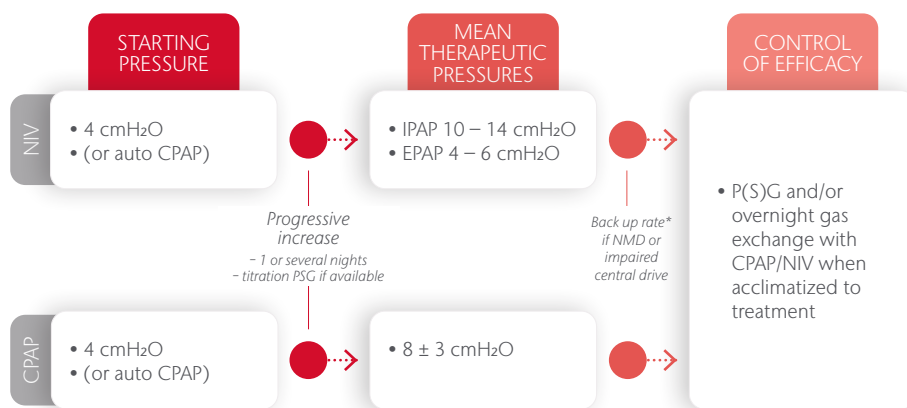 STARTING
PRESSURE
MEAN
THERAPEUTIC
PRESSURES
CONTROL
OF EFFICACY
NIV
• 4 cmH₂O
• (or auto CPAP)
• IPAP 10 – 14 cmH₂O
• EPAP 4 – 6 cmH₂O
Progressive
increase
– 1 or several nights
– titration PSG if available
Back up rate*
if NMD or
impaired
central drive
• P(S)G and/or
overnight gas
exchange with
CPAP/NIV when
acclimatized to
treatment
CPAP
• 4 cmH₂O
• (or auto CPAP)
• 8 ± 3 cmH₂O